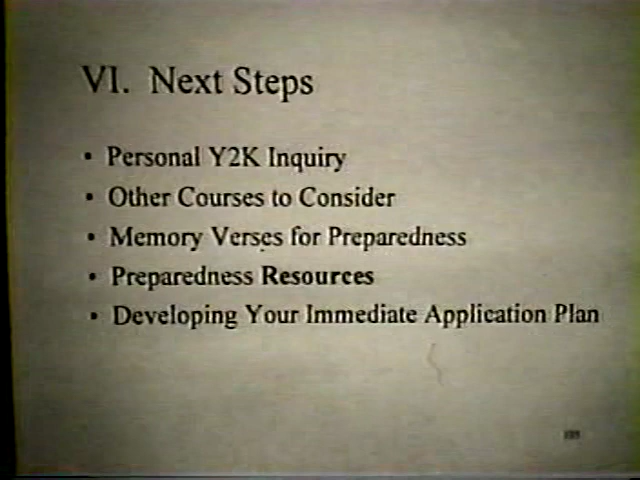 VI. Next Steps
• Personal Y2K Inquiry
• Other Courses to Consider
• Memory Verses for Preparedness
• Preparedness Resources
• Developing Your Immediate Application Plan